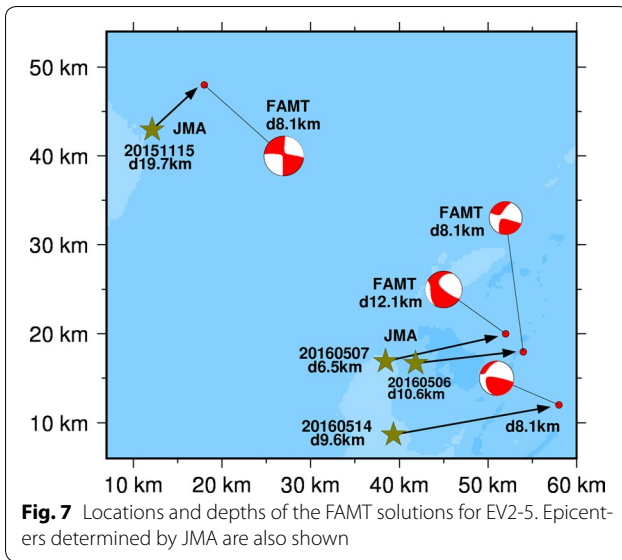 50 km
40 km
30 km
20 km
10 km
FAMT
d8.1km
JMA
20151115
d19.7km
FAMT
d8.1km
FAMT
d12.1km
JMA
20160507
d6.5km
20160506
d10.6km
20160514
d9.6km
d8.1km
10 km
20 km
30 km
40 km
50 km
60 km
Fig. 7 Locations and depths of the FAMT solutions for EV2-5. Epicent-
ers determined by JMA are also shown